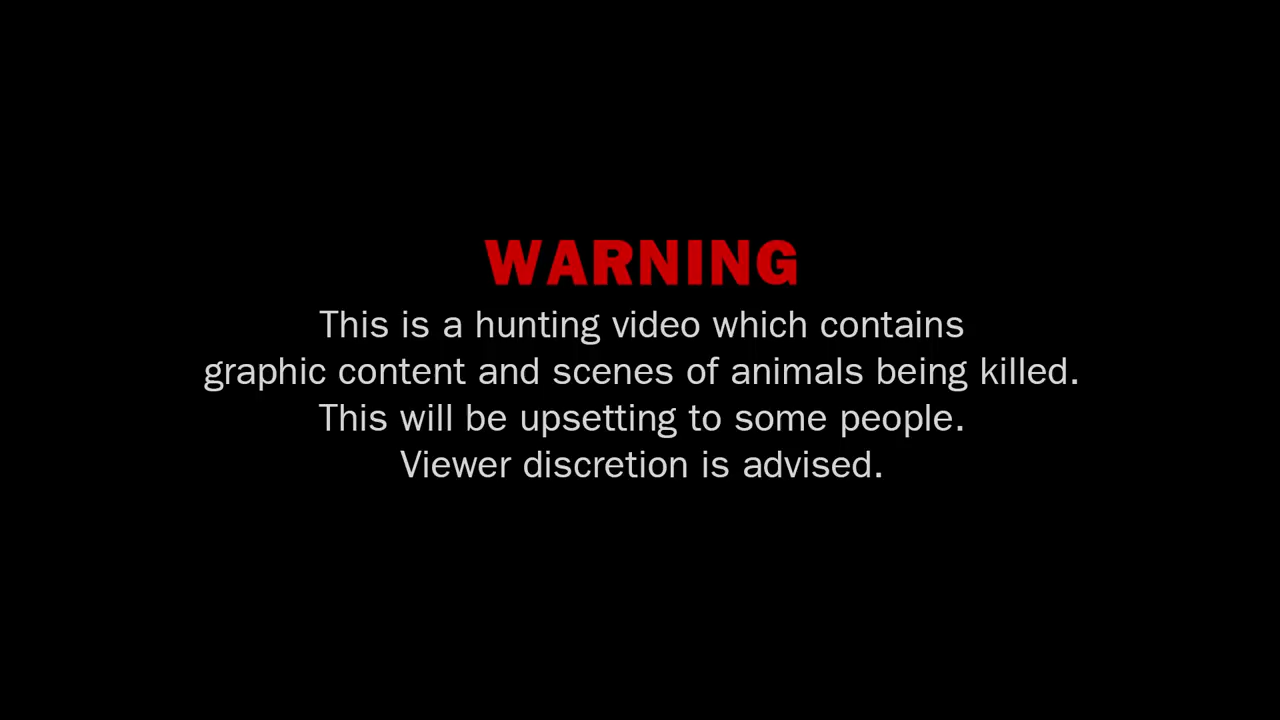 WARNING
This is a hunting video which contains
graphic content and scenes of animals being killed.
This will be upsetting to some people.
Viewer discretion is advised.